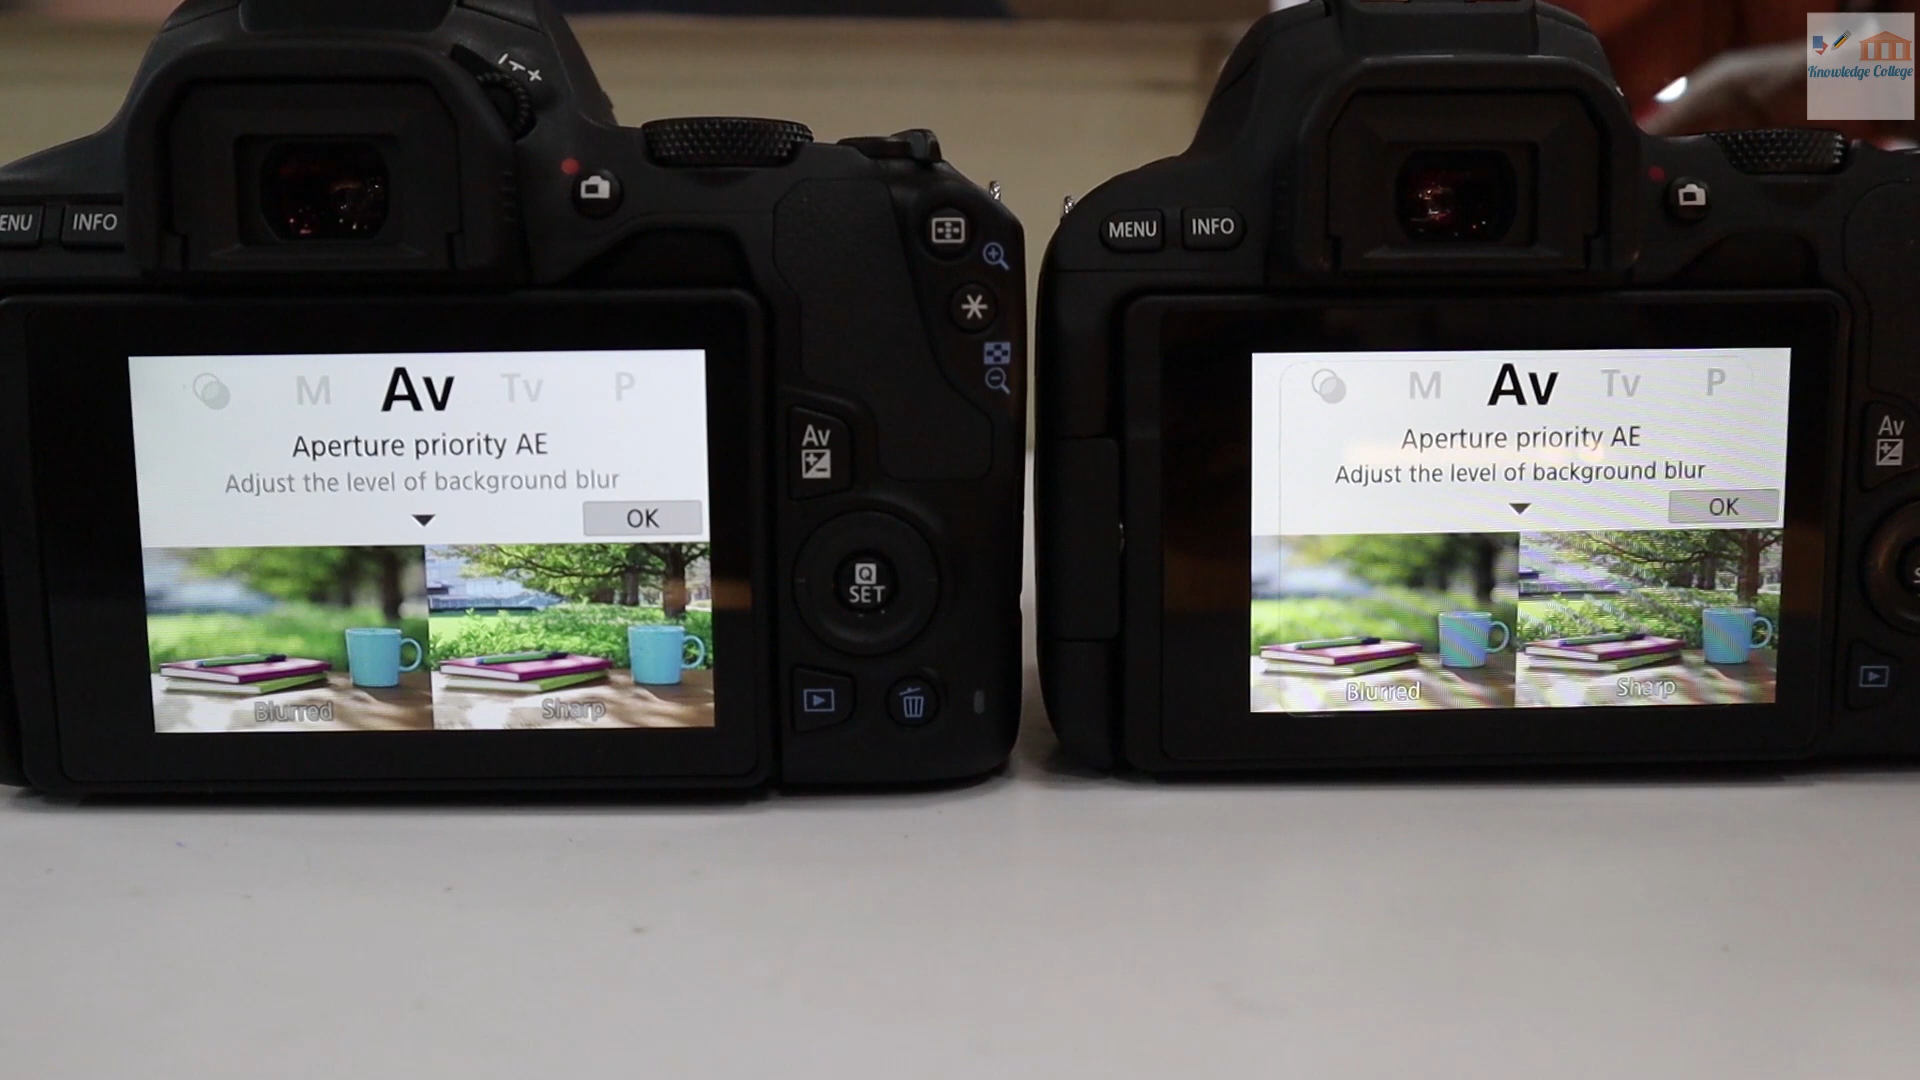 Knowledge College
MENU INFO
M Av Tv P
Aperture priority AE
Adjust the level of background blur
OK
Blurred Sharp
Av
Q
SET
MENU INFO
M Av Tv P
Aperture priority AE
Adjust the level of background blur
OK
Blurred Sharp
Av